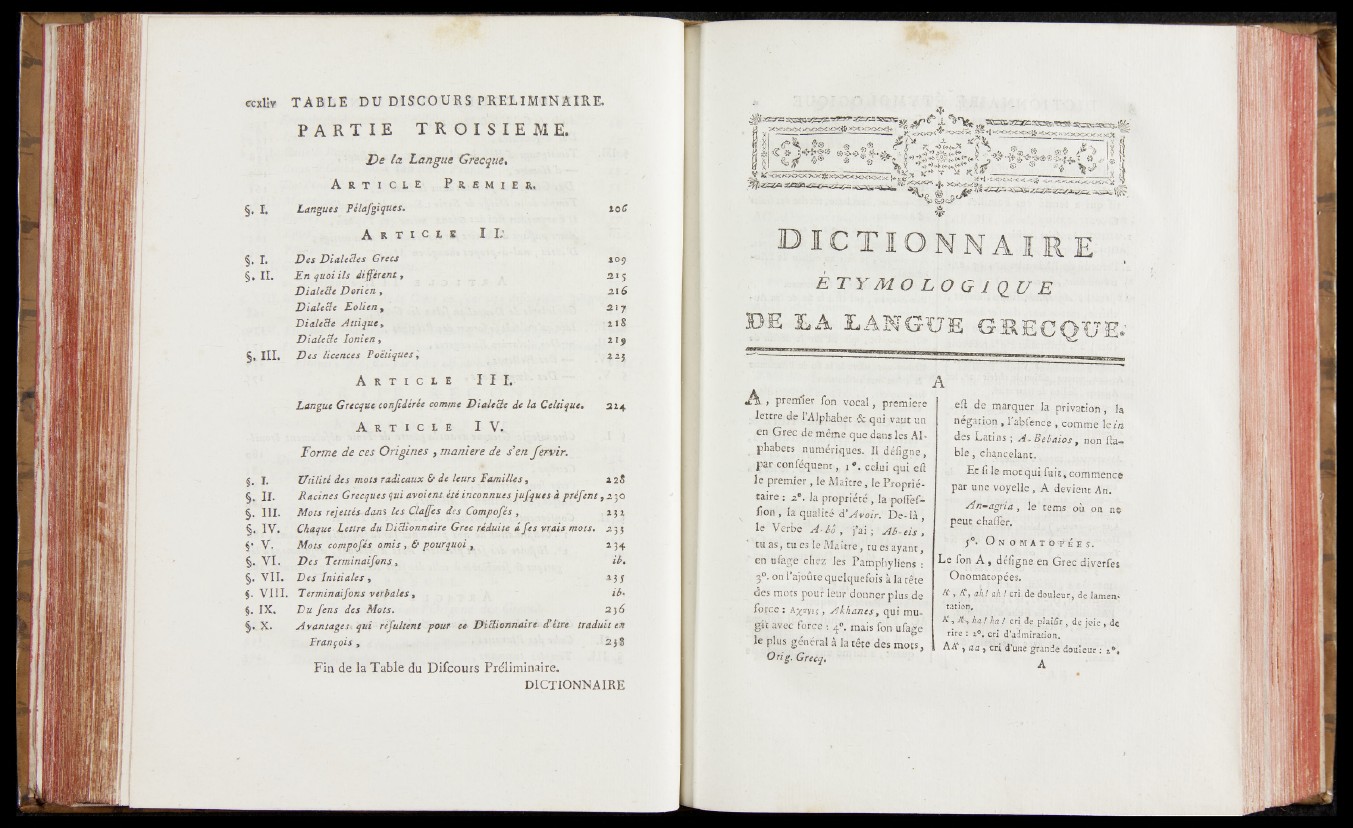 ccxliv TABLE DU DISCOURS PRELIMINAIRE.
PARTIE TROISIEME.
De la Langue Grecque.
ARTICLE PREMIER.
§. I. Langues Pélaſgiques. 206
ARTICLE II.
§. I. Des Dialectes Grecs 209
§. II. En quoi ils différent, 215
Dialecte Dorien, 216
Dialecte Eolien, 217
Dialecte Attique, 218
Dialecte Ionien, 219
§. III. Des licences Poëtiques, 223
ARTICLE III.
Langue Grecque conſidérée comme Dialecte de la Celtique. 224
ARTICLE IV.
Forme de ces Origines, maniere de s'en ſervir.
§. I. Utilité des mots radicaux & de leurs Familles, 228
§. II. Racines Grecques qui avoient été inconnues juſques à préſent, 230
§. III. Mots rejettés dans les Claſſes des Compoſés, 232
§. IV. Chaque Lettre du Dictionnaire Grec réduite à ſes vrais mots. 233
§. V. Mots compoſés omis, & pourquoi, 234
§. VI. Des Terminaiſons, ib.
§. VII. Des Initiales, 235
§. VIII. Terminaiſons verbales, ib.
§. IX. Du ſens des Mots. 236
§. X. Avantages qui réſultent pour ce Dictionnaire d'être traduit en
François, 238
Fin de la Table du Diſcours Préliminaire.
DICTIONNAIRE
DICTIONNAIRE
ÉTYMOLOGIQUE
DE LA LANGUE GRECQUE.
A
A, premier ſon vocal, premiere
lettre de l'Alphabet & qui vaut un
en Grec de même que dans les Al-
phabets numériques. Il déſigne,
par conſéquent, 1°. celui qui eſt
le premier, le Maître, le Proprié-
taire : 2°. la propriété, la poſſeſ-
ſion, la qualité d'Avoir. De-là,
le Verbe A-bô, j'ai ; Ab-eis,
tu as, tu es le Maître, tu es ayant,
en uſage chez les Pamphyliens :
3°. on l'ajoûte quelquefois à la tête
des mots pour leur donner plus de
force : Αχανις, Akhanes, qui mu-
git avec force : 4°. mais ſon uſage
le plus général à la tête des mots,
Orig. Grecq.
eſt de marquer la privation, la
négation, l'abſence, comme le in
des Latins ; A-Bebaios, non ſta-
ble, chancelant.
Et ſi le mot qui ſuit, commence
par une voyelle, A devient An.
An-agria, le tems où on ne
peut chaſſer.
5°. ONOMATOPÉES.
Le ſon A, déſigne en Grec diverſes
Onomatopées.
ah! ah! cri de douleur, de lamen-
tation.
ha! ha! cri de plaiſir, de joie, de
rire : 2°. cri d'admiration.
aa, cri d'une grande douleur : 2°.
A